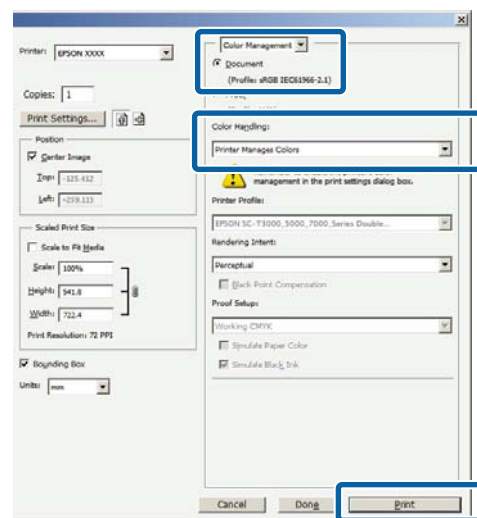 Printer: EPSON XXXX
Copies: 1
Print Settings...
Position
Center Image
Top: -125.412
Left: -259.113
Scaled Print Size
Scale to Fit Media
Scale: 100%
Height: 541.8
Width: 722.4
Print Resolution: 72 PPI
Bounding Box
Units: mm
Color Management
Document
(Profile: sRGB IEC61966-2.1)
Color Handling:
Printer Manages Colors
management in the print settings dialog box.
Printer Profile:
EPSON SC-T3000_5000_7000_Series Double...
Rendering Intent:
Perceptual
Black Point Compensation
Proof Setup:
Working CMYK
Simulate Paper Color
Simulate Black Ink
Cancel
Done
Print